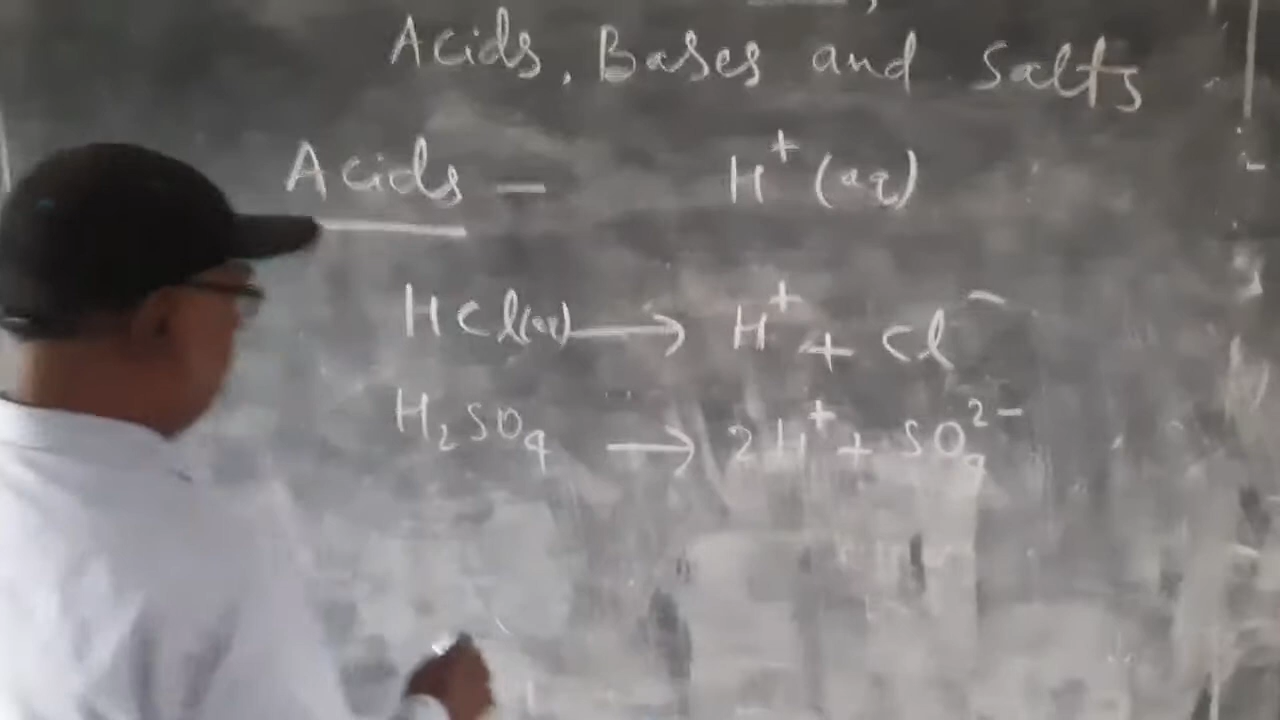 Acids, Bases and Salts
Acids — H⁺ (aq)
HCl(aq) → H⁺ + Cl⁻
H₂SO₄ → 2H⁺ + SO₄²⁻